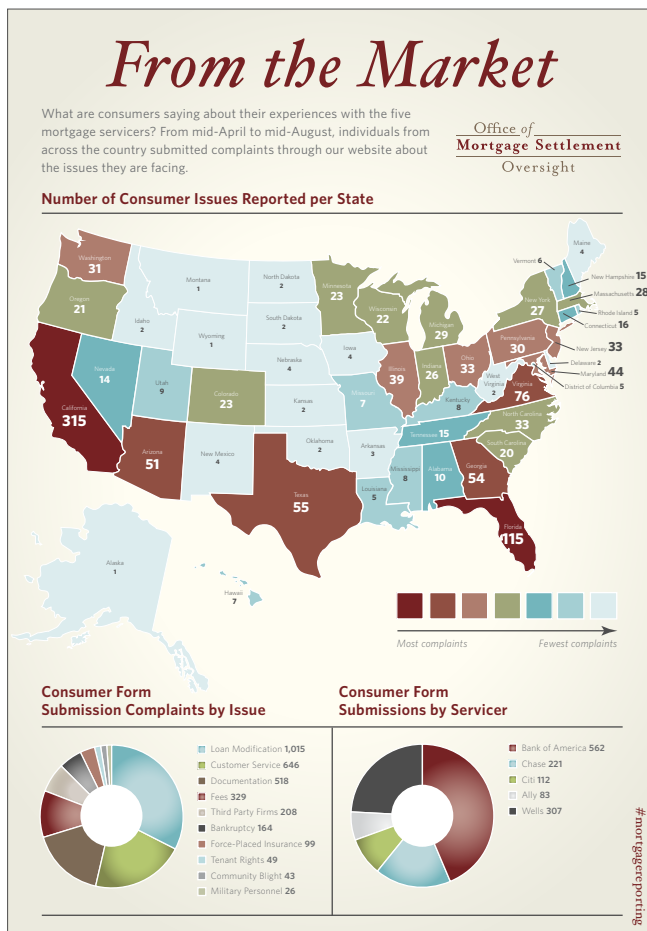 From the Market
What are consumers saying about their experiences with the five
mortgage servicers? From mid-April to mid-August, individuals from
across the country submitted complaints through our website about
the issues they are facing.
Office of
Mortgage Settlement
Oversight
Number of Consumer Issues Reported per State
Washington
31
Oregon
21
California
315
Nevada
14
Idaho
2
Montana
1
Wyoming
1
Utah
9
Arizona
51
Colorado
23
New Mexico
4
North Dakota
2
South Dakota
2
Nebraska
4
Kansas
2
Oklahoma
2
Texas
55
Minnesota
23
Iowa
4
Missouri
7
Arkansas
3
Louisiana
5
Wisconsin
22
Illinois
39
Michigan
29
Indiana
26
Ohio
33
Kentucky
8
Tennessee 15
Mississippi
8
Alabama
10
Georgia
54
Florida
115
South Carolina
20
North Carolina
33
Virginia
76
West
Virginia
2
Pennsylvania
30
New York
27
Vermont 6
Maine
4
New Hampshire 15
Massachusetts 28
Rhode Island 5
Connecticut 16
New Jersey 33
Delaware 2
Maryland 44
District of Columbia 5
Alaska
1
Hawaii
7
Most complaints
Fewest complaints
Consumer Form
Submission Complaints by Issue
Loan Modification 1,015
Customer Service 646
Documentation 518
Fees 329
Third Party Firms 208
Bankruptcy 164
Force-Placed Insurance 99
Tenant Rights 49
Community Blight 43
Military Personnel 26
Consumer Form
Submissions by Servicer
Bank of America 562
Chase 221
Citi 112
Ally 83
Wells 307
#mortgagereporting